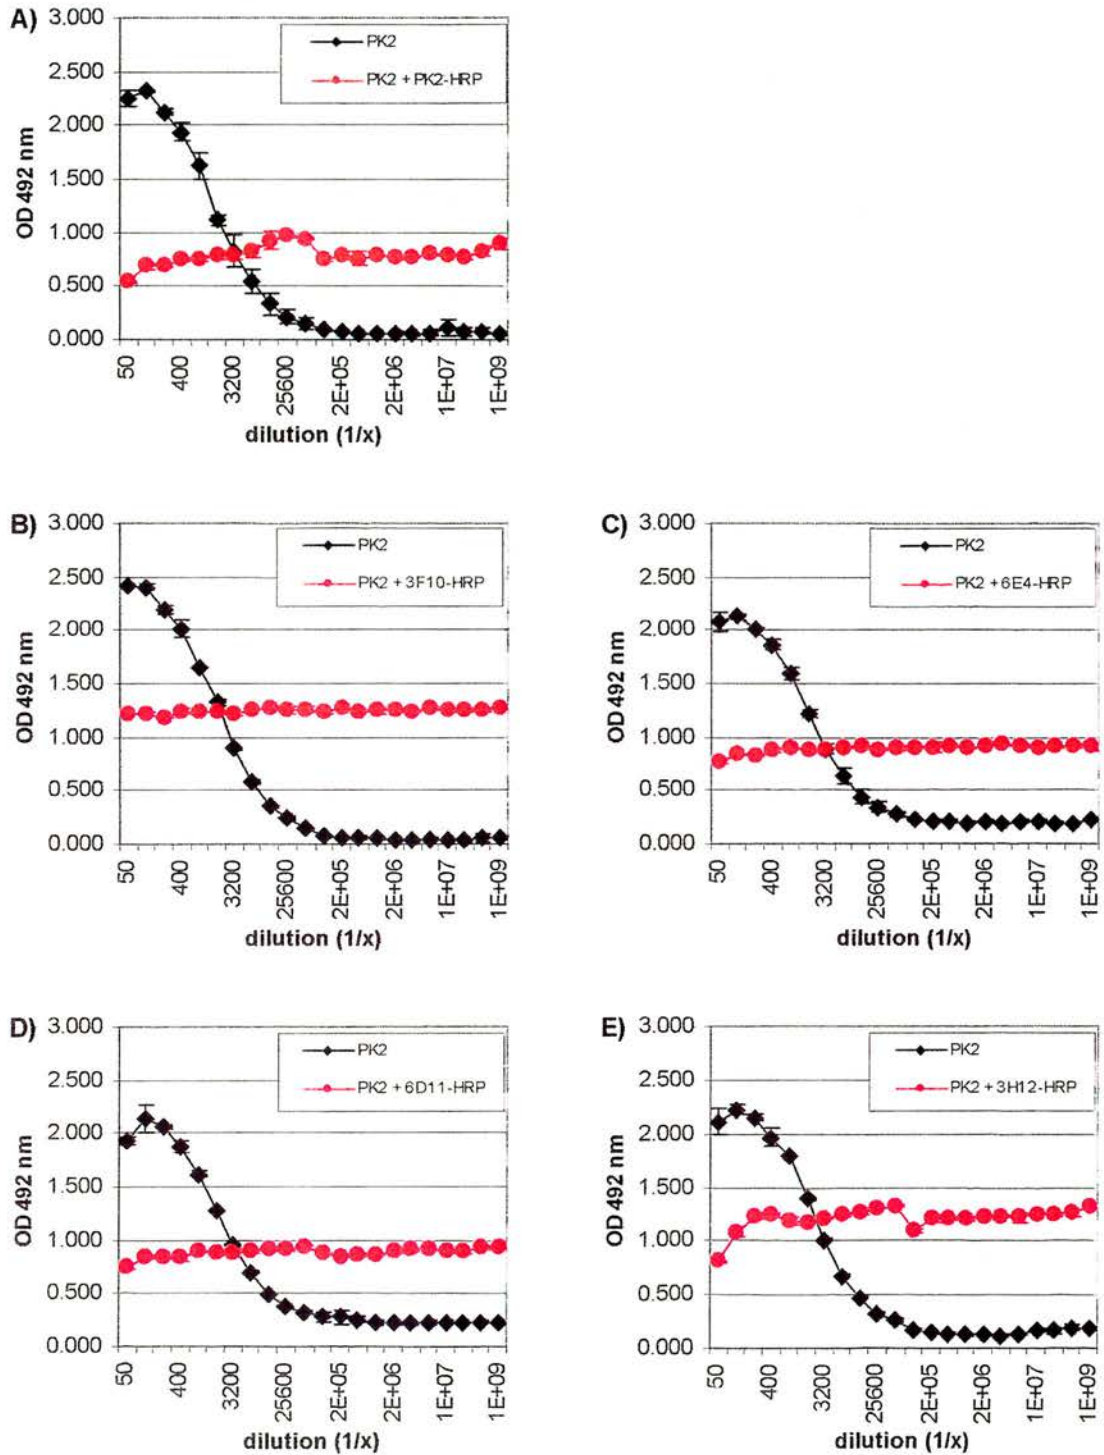 A)
3.000
2.500
2.000
1.500
1.000
0.500
0.000
OD 492 nm
PK2
PK2 + PK2-HRP
50
400
3200
25600
2E+05
2E+06
1E+07
1E+09
dilution (1/x)
B)
3.000
2.500
2.000
1.500
1.000
0.500
0.000
OD 492 nm
PK2
PK2 + 3F10-HRP
50
400
3200
25600
2E+05
2E+06
1E+07
1E+09
dilution (1/x)
C)
3.000
2.500
2.000
1.500
1.000
0.500
0.000
OD 492 nm
PK2
PK2 + 6E4-HRP
50
400
3200
25600
2E+05
2E+06
1E+07
1E+09
dilution (1/x)
D)
3.000
2.500
2.000
1.500
1.000
0.500
0.000
OD 492 nm
PK2
PK2 + 6D11-HRP
50
400
3200
25600
2E+05
2E+06
1E+07
1E+09
dilution (1/x)
E)
3.000
2.500
2.000
1.500
1.000
0.500
0.000
OD 492 nm
PK2
PK2 + 3H12-HRP
50
400
3200
25600
2E+05
2E+06
1E+07
1E+09
dilution (1/x)